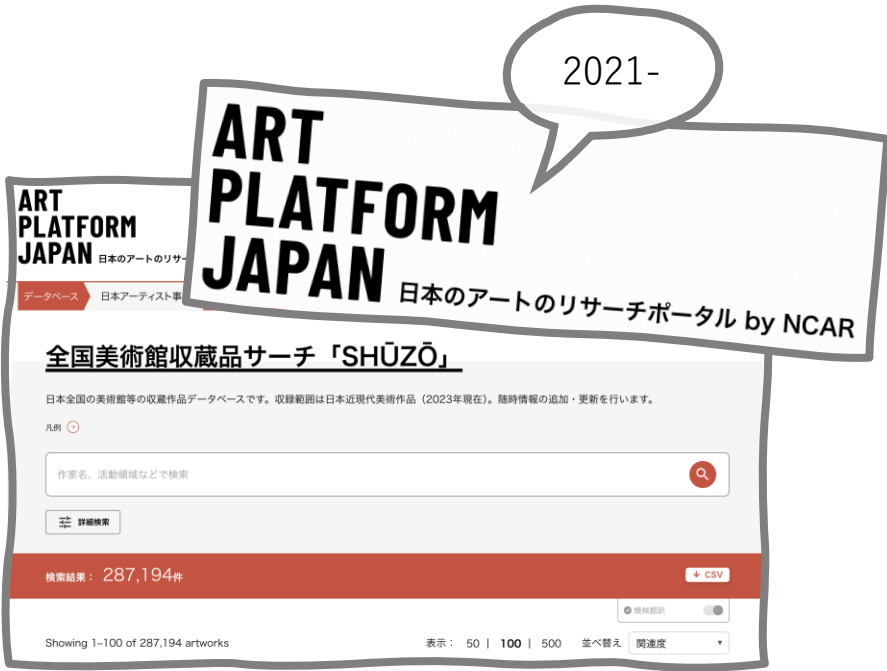 2021-
ART
PLATFORM
JAPAN 日本のアートのリサーチポータル by NCAR
ART
PLATFORM
JAPAN 日本のアートのリサー
データベース 日本アーティスト事
全国美術館収蔵品サーチ「SHŪZŌ」
日本全国の美術館等の収蔵作品データベースです。収録範囲は日本近現代美術作品（2023年現在）。随時情報の追加・更新を行います。
凡例
作家名、活動領域などで検索
詳細検索
検索結果： 287,194件
CSV
機械翻訳
Showing 1–100 of 287,194 artworks
表示： 50 | 100 | 500 並べ替え 関連度